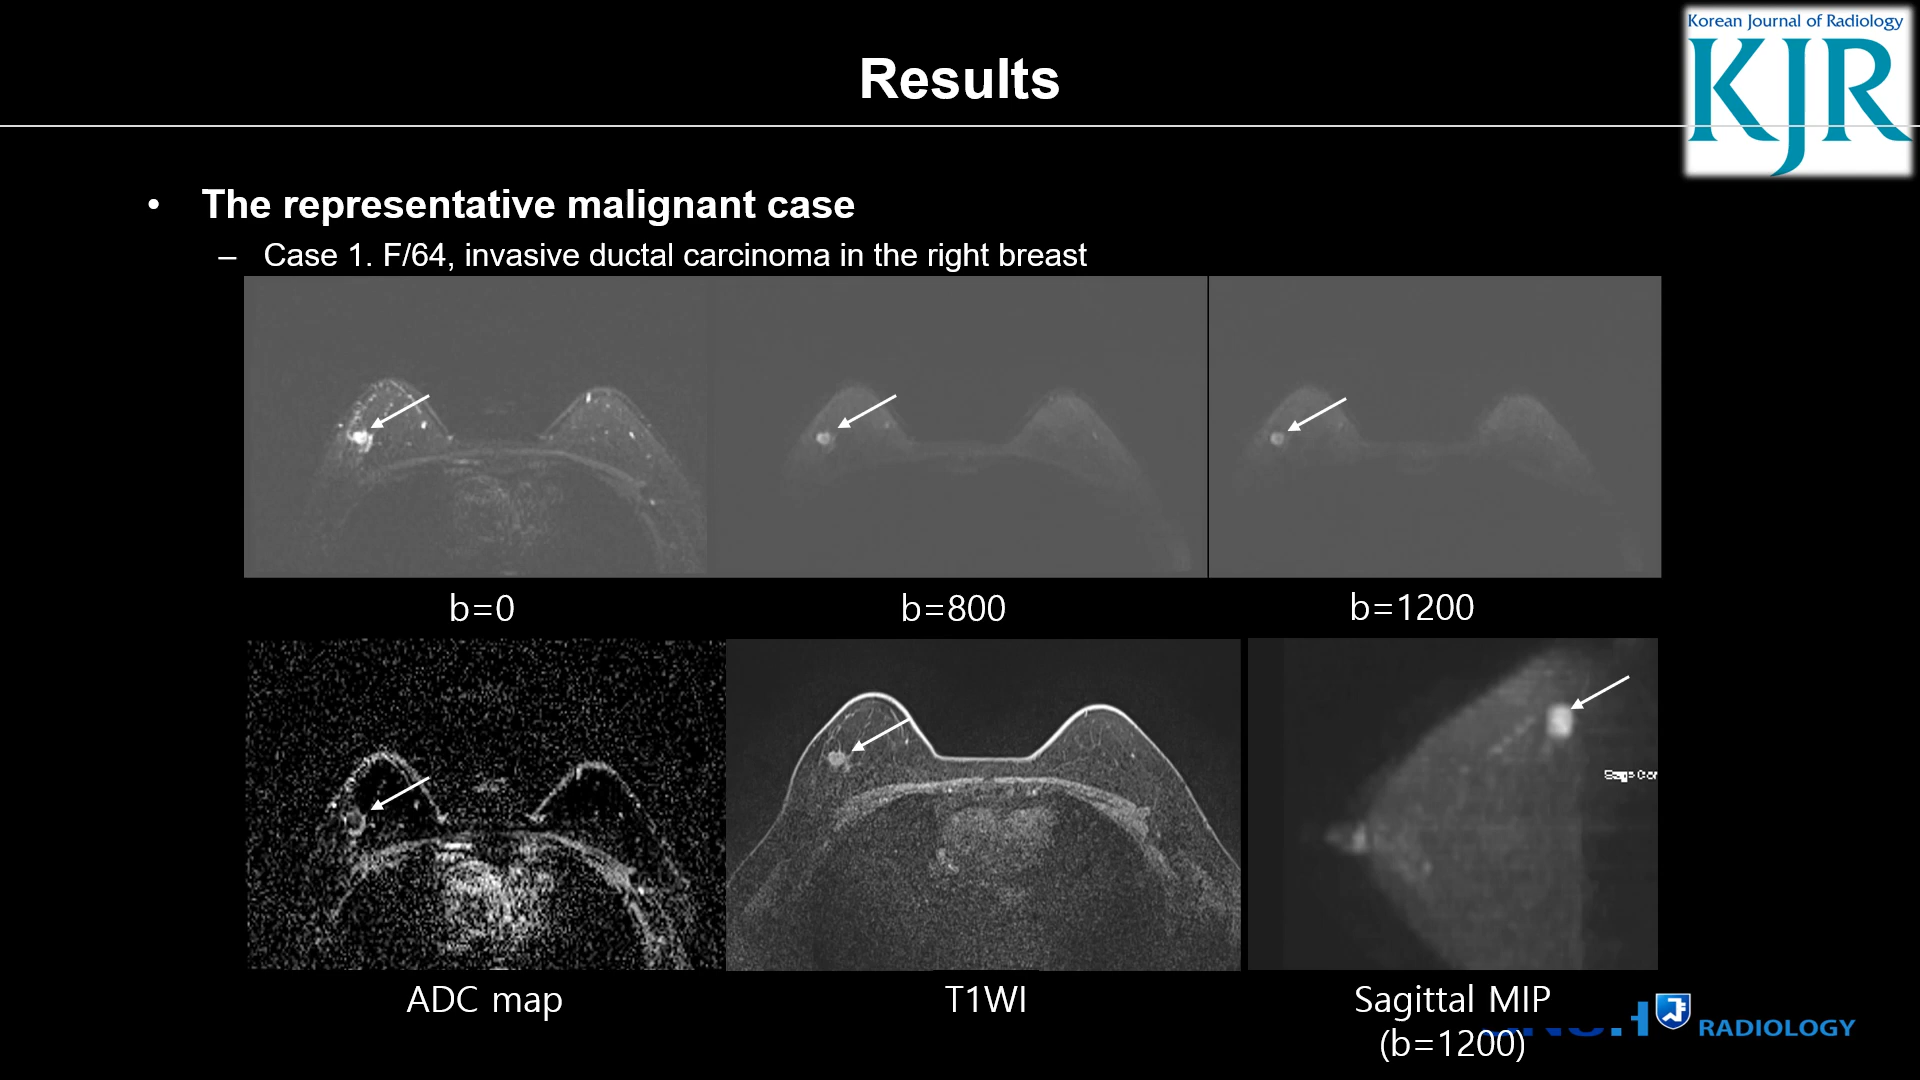 Korean Journal of Radiology
KJR
Results
• The representative malignant case
– Case 1. F/64, invasive ductal carcinoma in the right breast
b=0 b=800 b=1200
ADC map T1WI Sagittal MIP
(b=1200)
RADIOLOGY